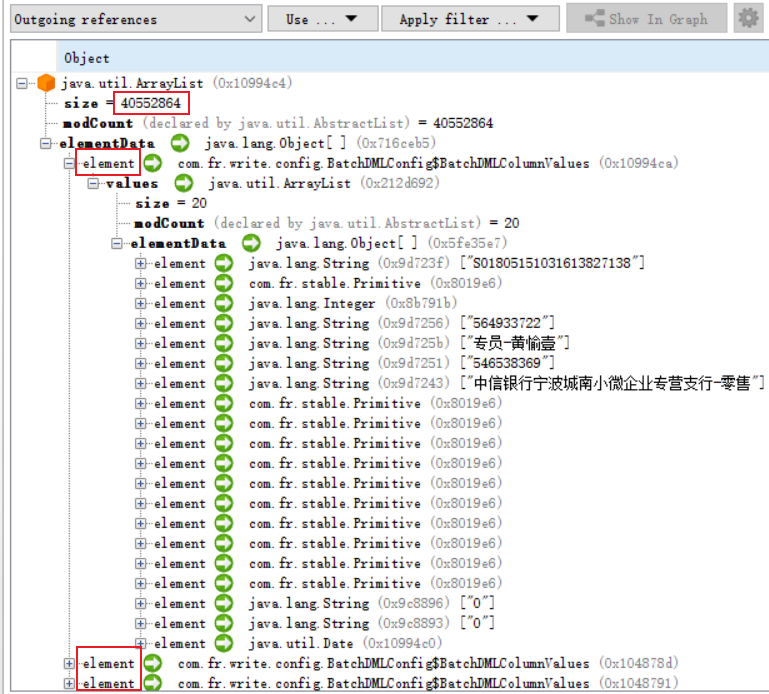 Outgoing references Use ... Apply filter ... Show In Graph
Object
java.util.ArrayList (0x10994c4)
size = 40552864
modCount (declared by java.util.AbstractList) = 40552864
elementData java.lang.Object[ ] (0x716ceb5)
element com.fr.write.config.BatchDMLConfig$BatchDMLColumnValues (0x10994ca)
values java.util.ArrayList (0x212d692)
size = 20
modCount (declared by java.util.AbstractList) = 20
elementData java.lang.Object[ ] (0x5fe35e7)
element java.lang.String (0x9d723f) ["S01805151031613827138"]
element com.fr.stable.Primitive (0x8019e6)
element java.lang.Integer (0x8b791b)
element java.lang.String (0x9d7256) ["564933722"]
element java.lang.String (0x9d725b) ["专员-黄愉壹"]
element java.lang.String (0x9d7251) ["546538369"]
element java.lang.String (0x9d7243) ["中信银行宁波城南小微企业专营支行-零售"]
element com.fr.stable.Primitive (0x8019e6)
element com.fr.stable.Primitive (0x8019e6)
element com.fr.stable.Primitive (0x8019e6)
element com.fr.stable.Primitive (0x8019e6)
element com.fr.stable.Primitive (0x8019e6)
element com.fr.stable.Primitive (0x8019e6)
element com.fr.stable.Primitive (0x8019e6)
element com.fr.stable.Primitive (0x8019e6)
element com.fr.stable.Primitive (0x8019e6)
element com.fr.stable.Primitive (0x8019e6)
element java.lang.String (0x9c8896) ["0"]
element java.lang.String (0x9c8893) ["0"]
element java.util.Date (0x10994c0)
element com.fr.write.config.BatchDMLConfig$BatchDMLColumnValues (0x104878d)
element com.fr.write.config.BatchDMLConfig$BatchDMLColumnValues (0x1048791)